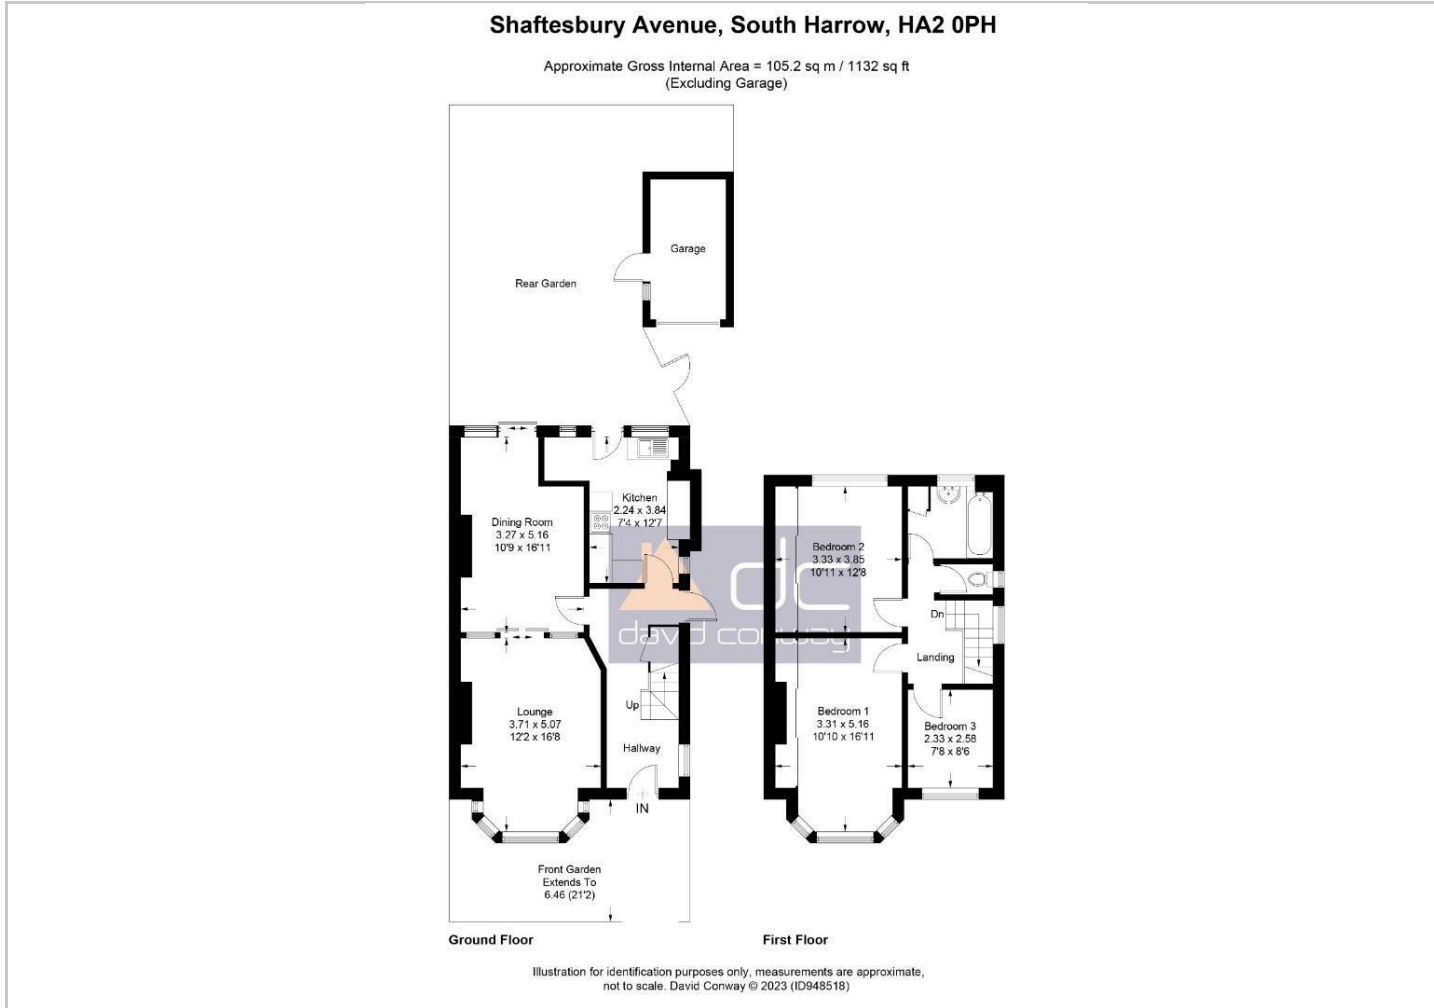 Shaftesbury Avenue, South Harrow, HA2 0PH
Approximate Gross Internal Area = 105.2 sq m / 1132 sq ft
(Excluding Garage)
Garage
Rear Garden
Kitchen
2.24 x 3.84
7'4 x 12'7
Dining Room
3.27 x 5.16
10'9 x 16'11
Lounge
3.71 x 5.07
12'2 x 16'8
Up
Hallway
IN
Front Garden
Extends To
6.46 (21'2)
Ground Floor
Bedroom 2
3.33 x 3.85
10'11 x 12'8
dc
david conway
Dn
Landing
Bedroom 1
3.31 x 5.16
10'10 x 16'11
Bedroom 3
2.33 x 2.58
7'8 x 8'6
First Floor
Illustration for identification purposes only, measurements are approximate,
not to scale. David Conway © 2023 (ID948518)